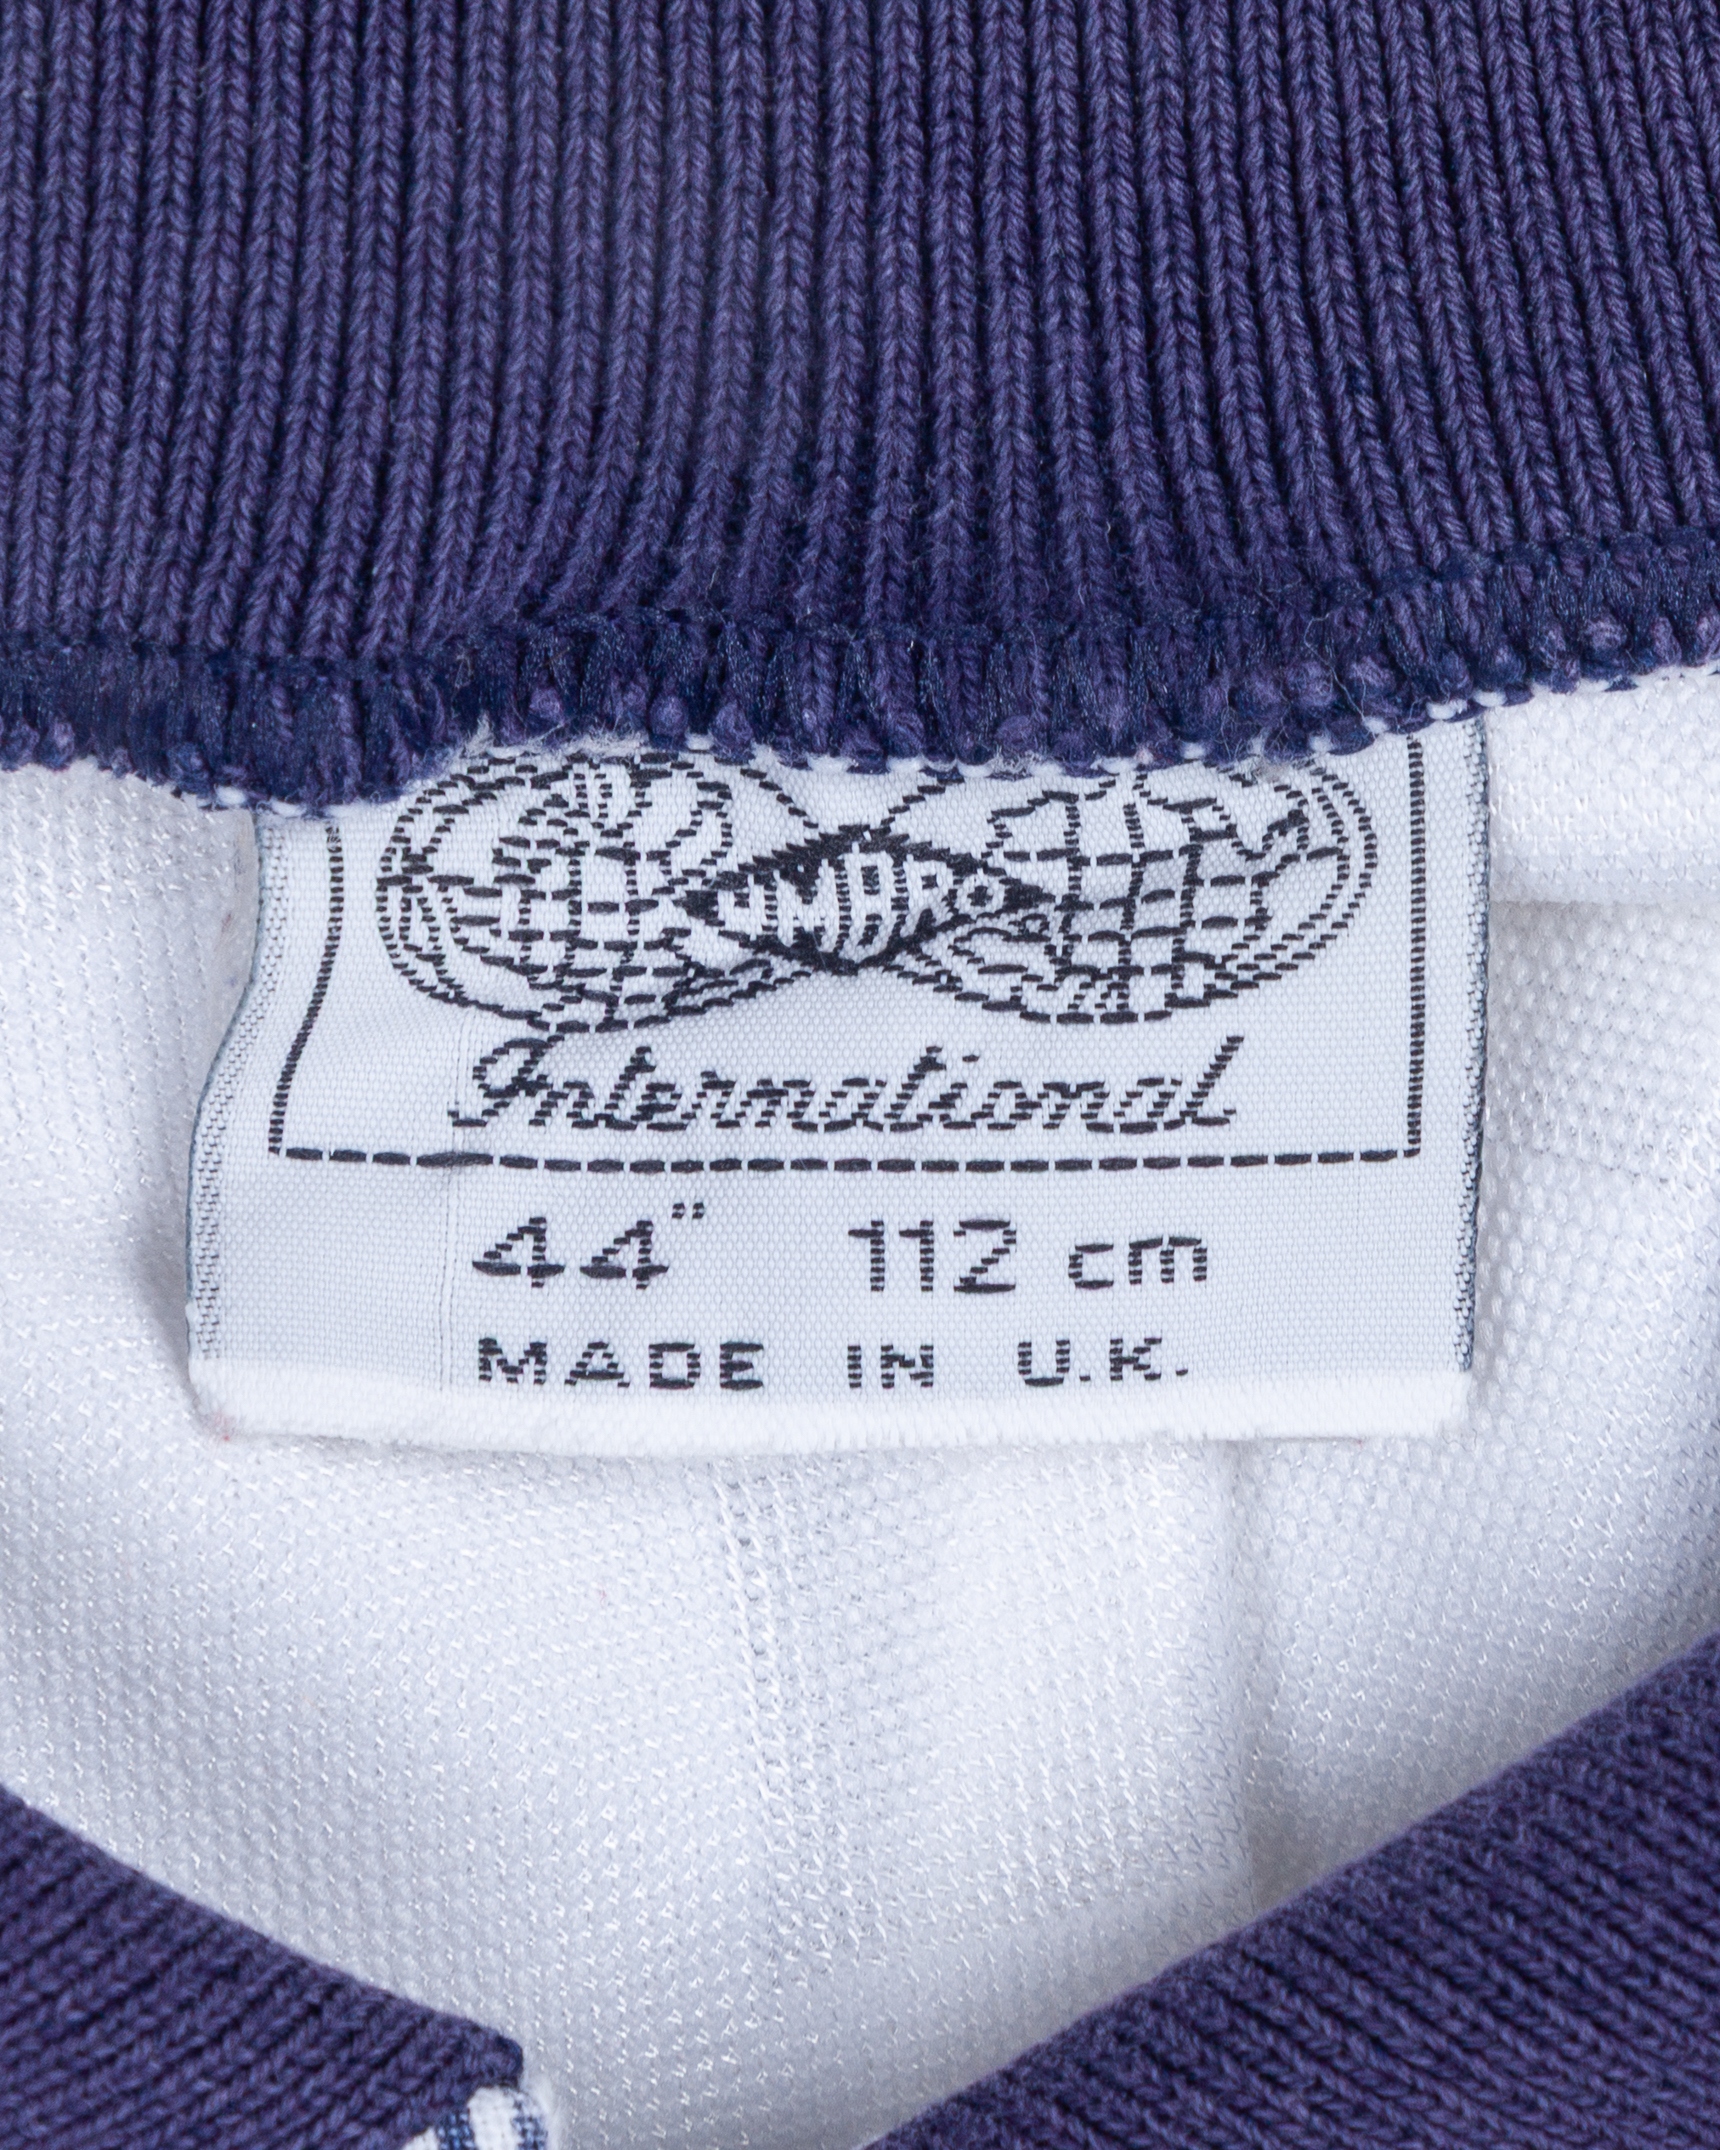 UMBRO
International
44" 112 cm
MADE IN U.K.